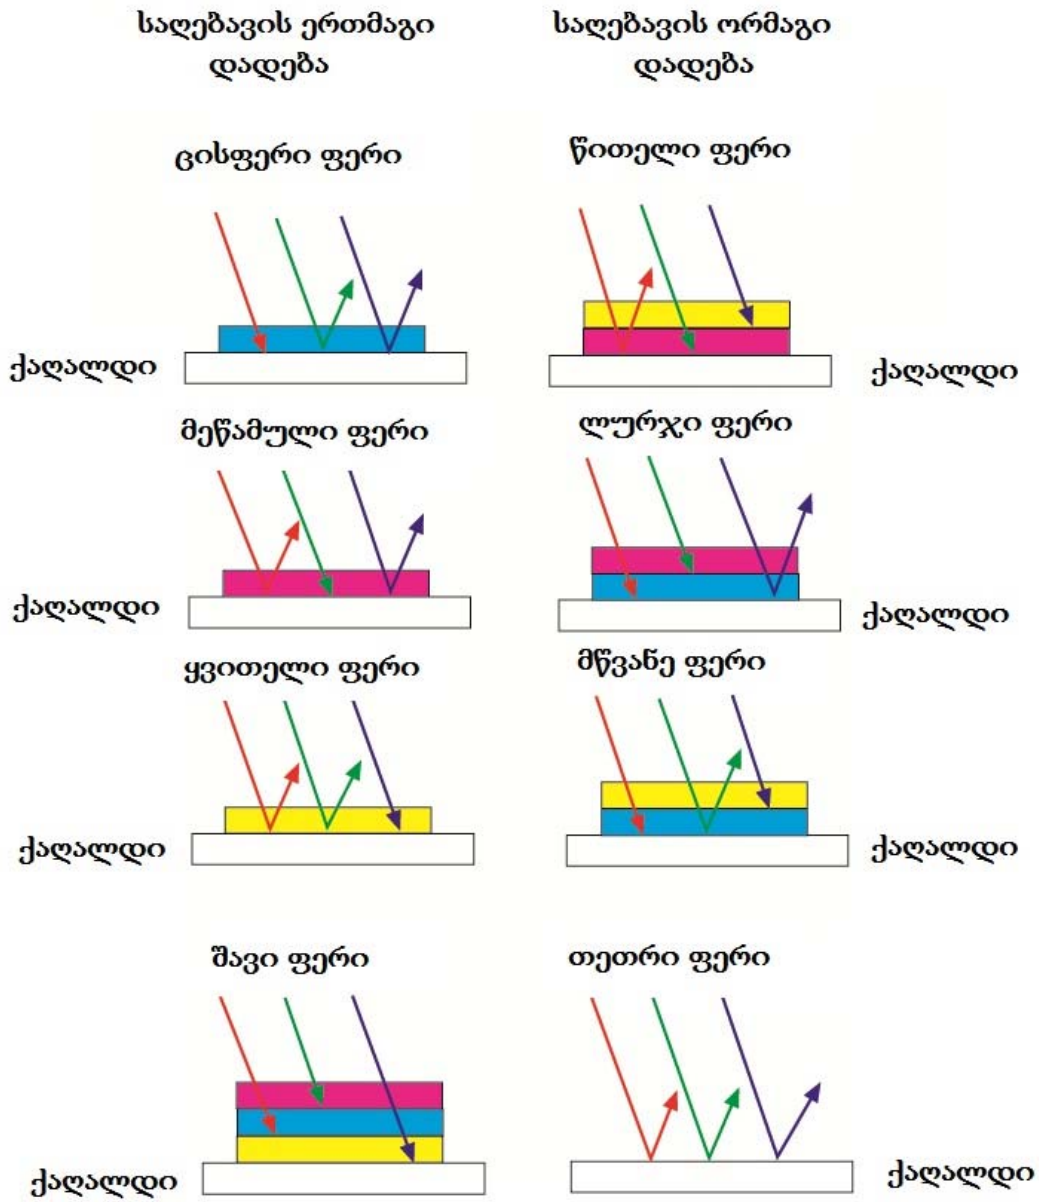 საღებავის ერთმაგი
დადება
საღებავის ორმაგი
დადება
ცისფერი ფერი
წითელი ფერი
ქაღალდი
ქაღალდი
მეწამული ფერი
ლურჯი ფერი
ქაღალდი
ქაღალდი
ყვითელი ფერი
მწვანე ფერი
ქაღალდი
ქაღალდი
შავი ფერი
თეთრი ფერი
ქაღალდი
ქაღალდი